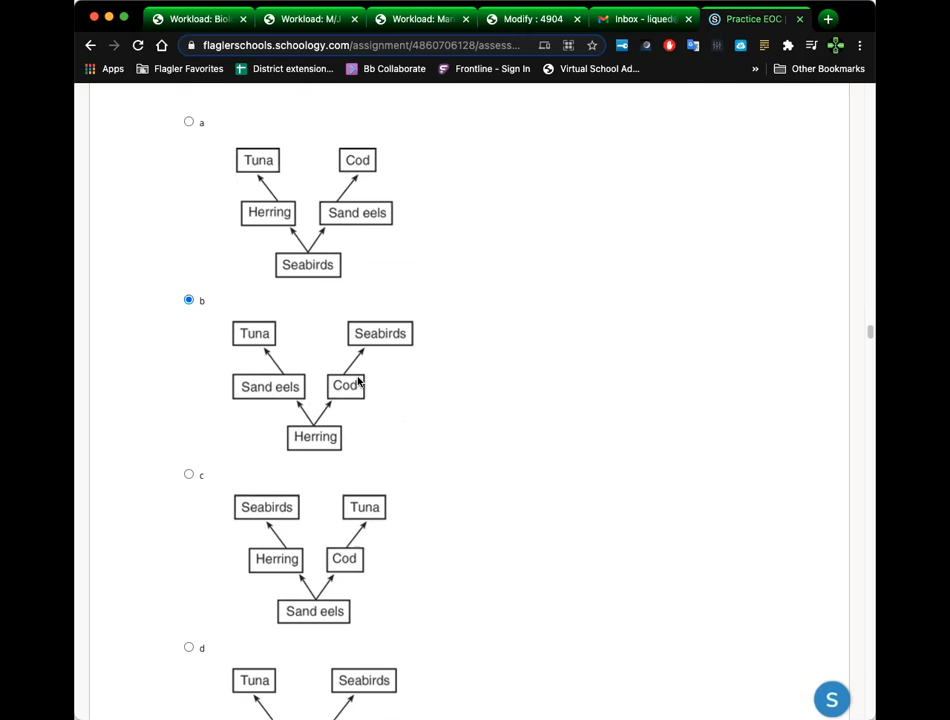 Workload: Biol
Workload: M/J
Workload: Mar
Modify : 4904
Inbox - liqued
Practice EOC |
flaglerschools.schoology.com/assignment/4860706128/assess...
Apps
Flagler Favorites
District extension...
Bb Collaborate
Frontline - Sign In
Virtual School Ad...
»
Other Bookmarks
a
Tuna
Cod
Herring
Sand eels
Seabirds
b
Tuna
Seabirds
Sand eels
Cod
Herring
c
Seabirds
Tuna
Herring
Cod
Sand eels
d
Tuna
Seabirds
S